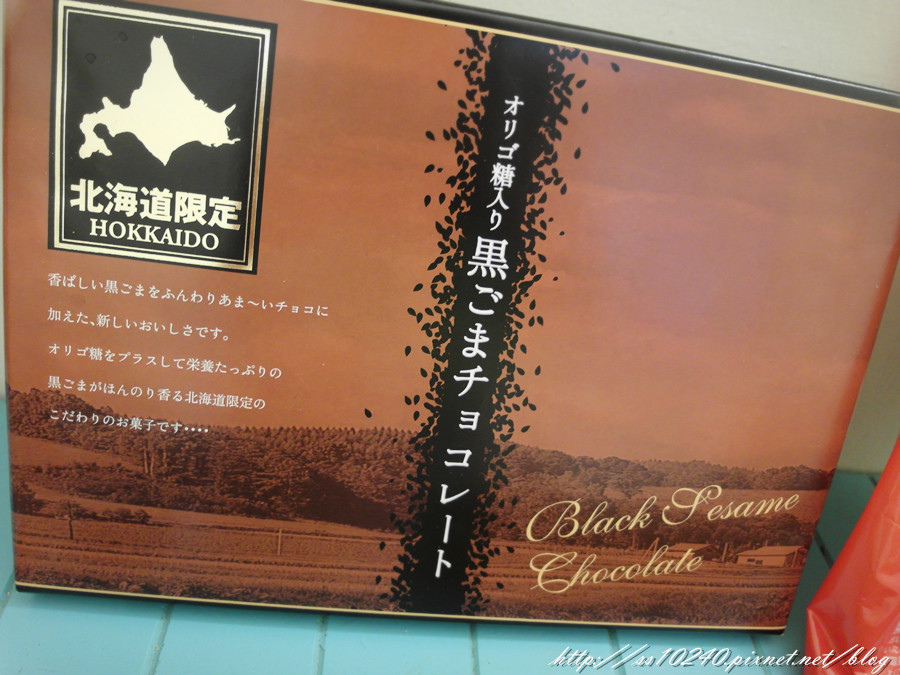 北海道限定
HOKKAIDO
香ばしい黒ごまをふんわりあま〜いチョコに
加えた、新しいおいしさです。
オリゴ糖をプラスして栄養たっぷりの
黒ごまがほんのり香る北海道限定の
こだわりのお菓子です....
オリゴ糖入り 黒ごまチョコレート
Black Sesame
Chocolate
http://ss10240.pixnet.net/blog